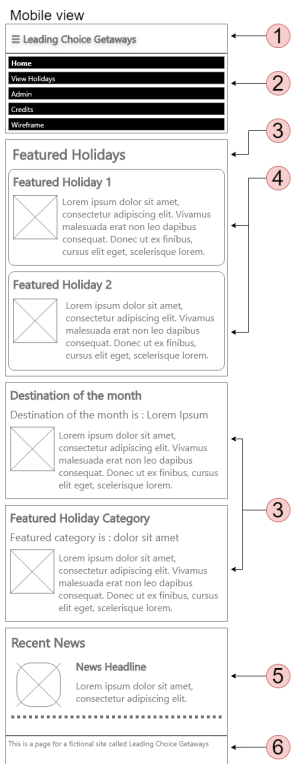 Mobile view
☰ Leading Choice Getaways
1
Home
View Holidays
2
Admin
Credits
Wireframe
3
Featured Holidays
4
Featured Holiday 1
Lorem ipsum dolor sit amet,
consectetur adipiscing elit. Vivamus
malesuada erat non leo dapibus
consequat. Donec ut ex finibus,
cursus elit eget, scelerisque lorem.
Featured Holiday 2
Lorem ipsum dolor sit amet,
consectetur adipiscing elit. Vivamus
malesuada erat non leo dapibus
consequat. Donec ut ex finibus,
cursus elit eget, scelerisque lorem.
Destination of the month
Destination of the month is : Lorem Ipsum
Lorem ipsum dolor sit amet,
consectetur adipiscing elit. Vivamus
malesuada erat non leo dapibus
consequat. Donec ut ex finibus, cursus
elit eget, scelerisque lorem.
3
Featured Holiday Category
Featured category is : dolor sit amet
Lorem ipsum dolor sit amet,
consectetur adipiscing elit. Vivamus
malesuada erat non leo dapibus
consequat. Donec ut ex finibus, cursus
elit eget, scelerisque lorem.
Recent News
News Headline
5
Lorem ipsum dolor sit amet,
consectetur adipiscing elit.
This is a page for a fictional site called Leading Choice Getaways
6